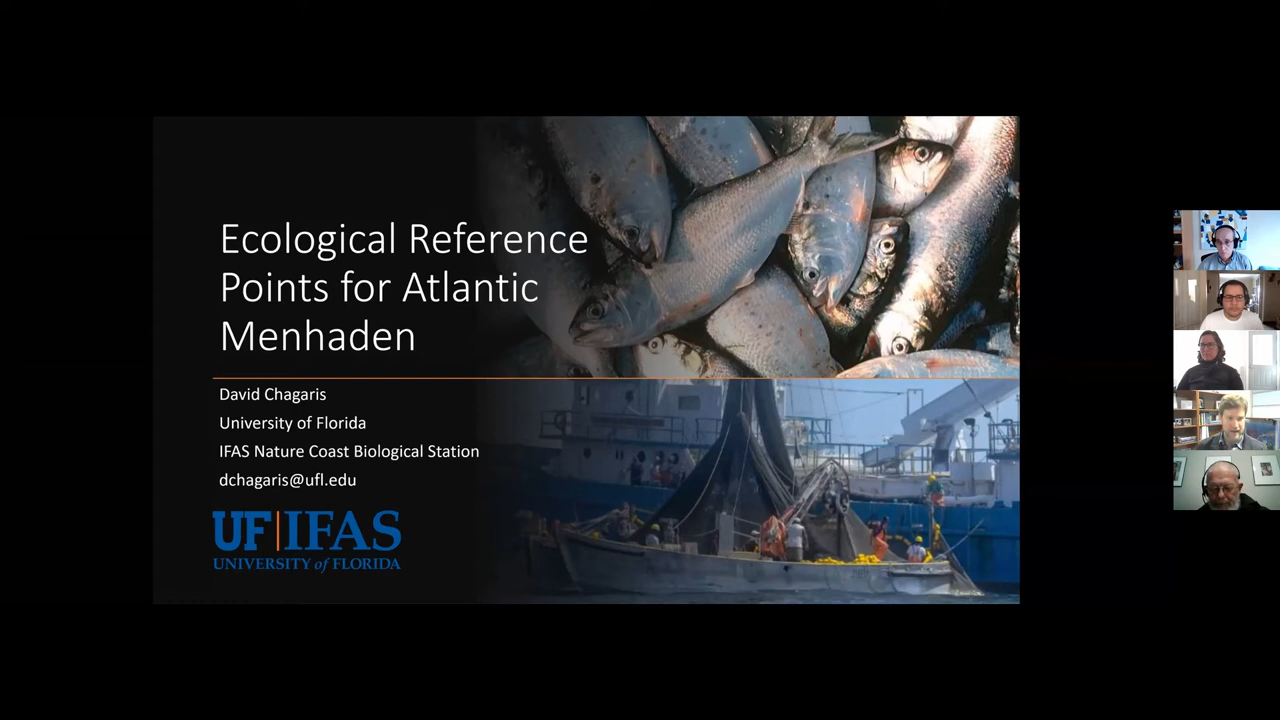 Ecological Reference
Points for Atlantic
Menhaden
David Chagaris
University of Florida
IFAS Nature Coast Biological Station
dchagaris@ufl.edu
UF|IFAS
UNIVERSITY of FLORIDA